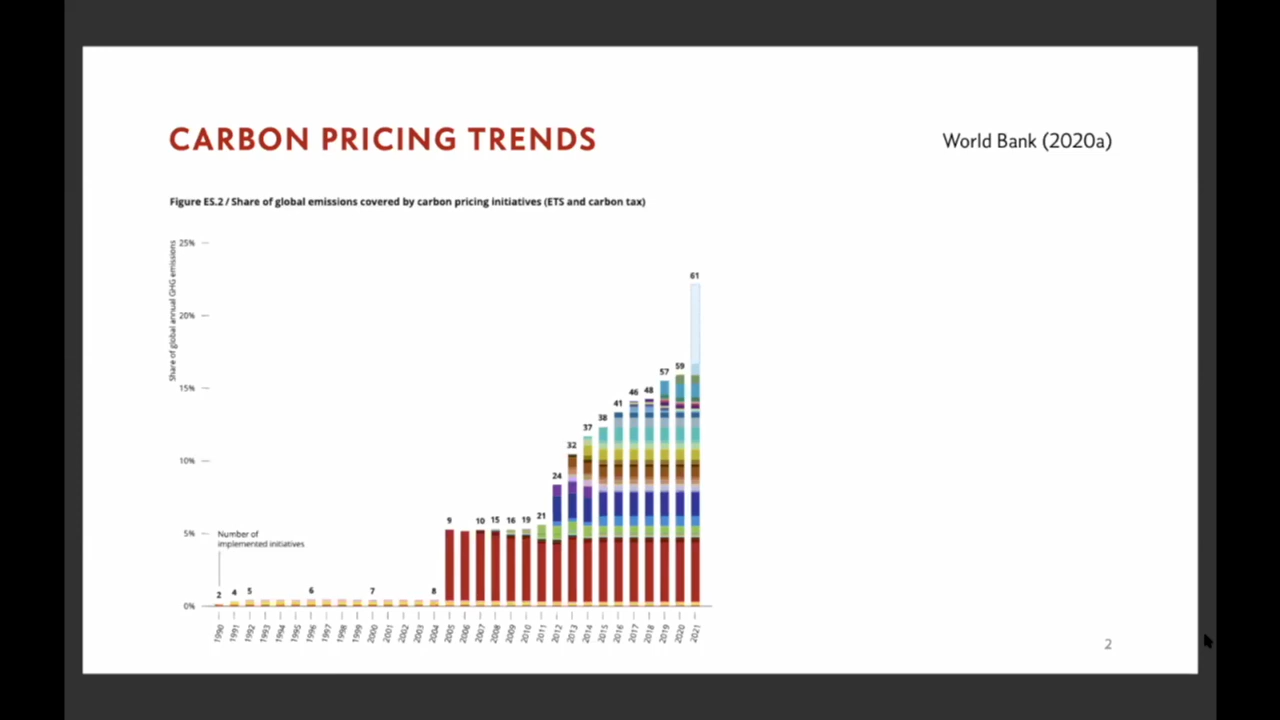 CARBON PRICING TRENDS
World Bank (2020a)
Figure ES.2 / Share of global emissions covered by carbon pricing initiatives (ETS and carbon tax)
Share of global annual GHG emissions
25%
20%
15%
10%
5%
0%
Number of
implemented initiatives
2 4 5 6 7 8 9 10 15 16 19 21 24 32 37 38 41 46 48 57 59 61
1990 1991 1992 1993 1994 1995 1996 1997 1998 1999 2000 2001 2002 2003 2004 2005 2006 2007 2008 2009 2010 2011 2012 2013 2014 2015 2016 2017 2018 2019 2020 2021
2